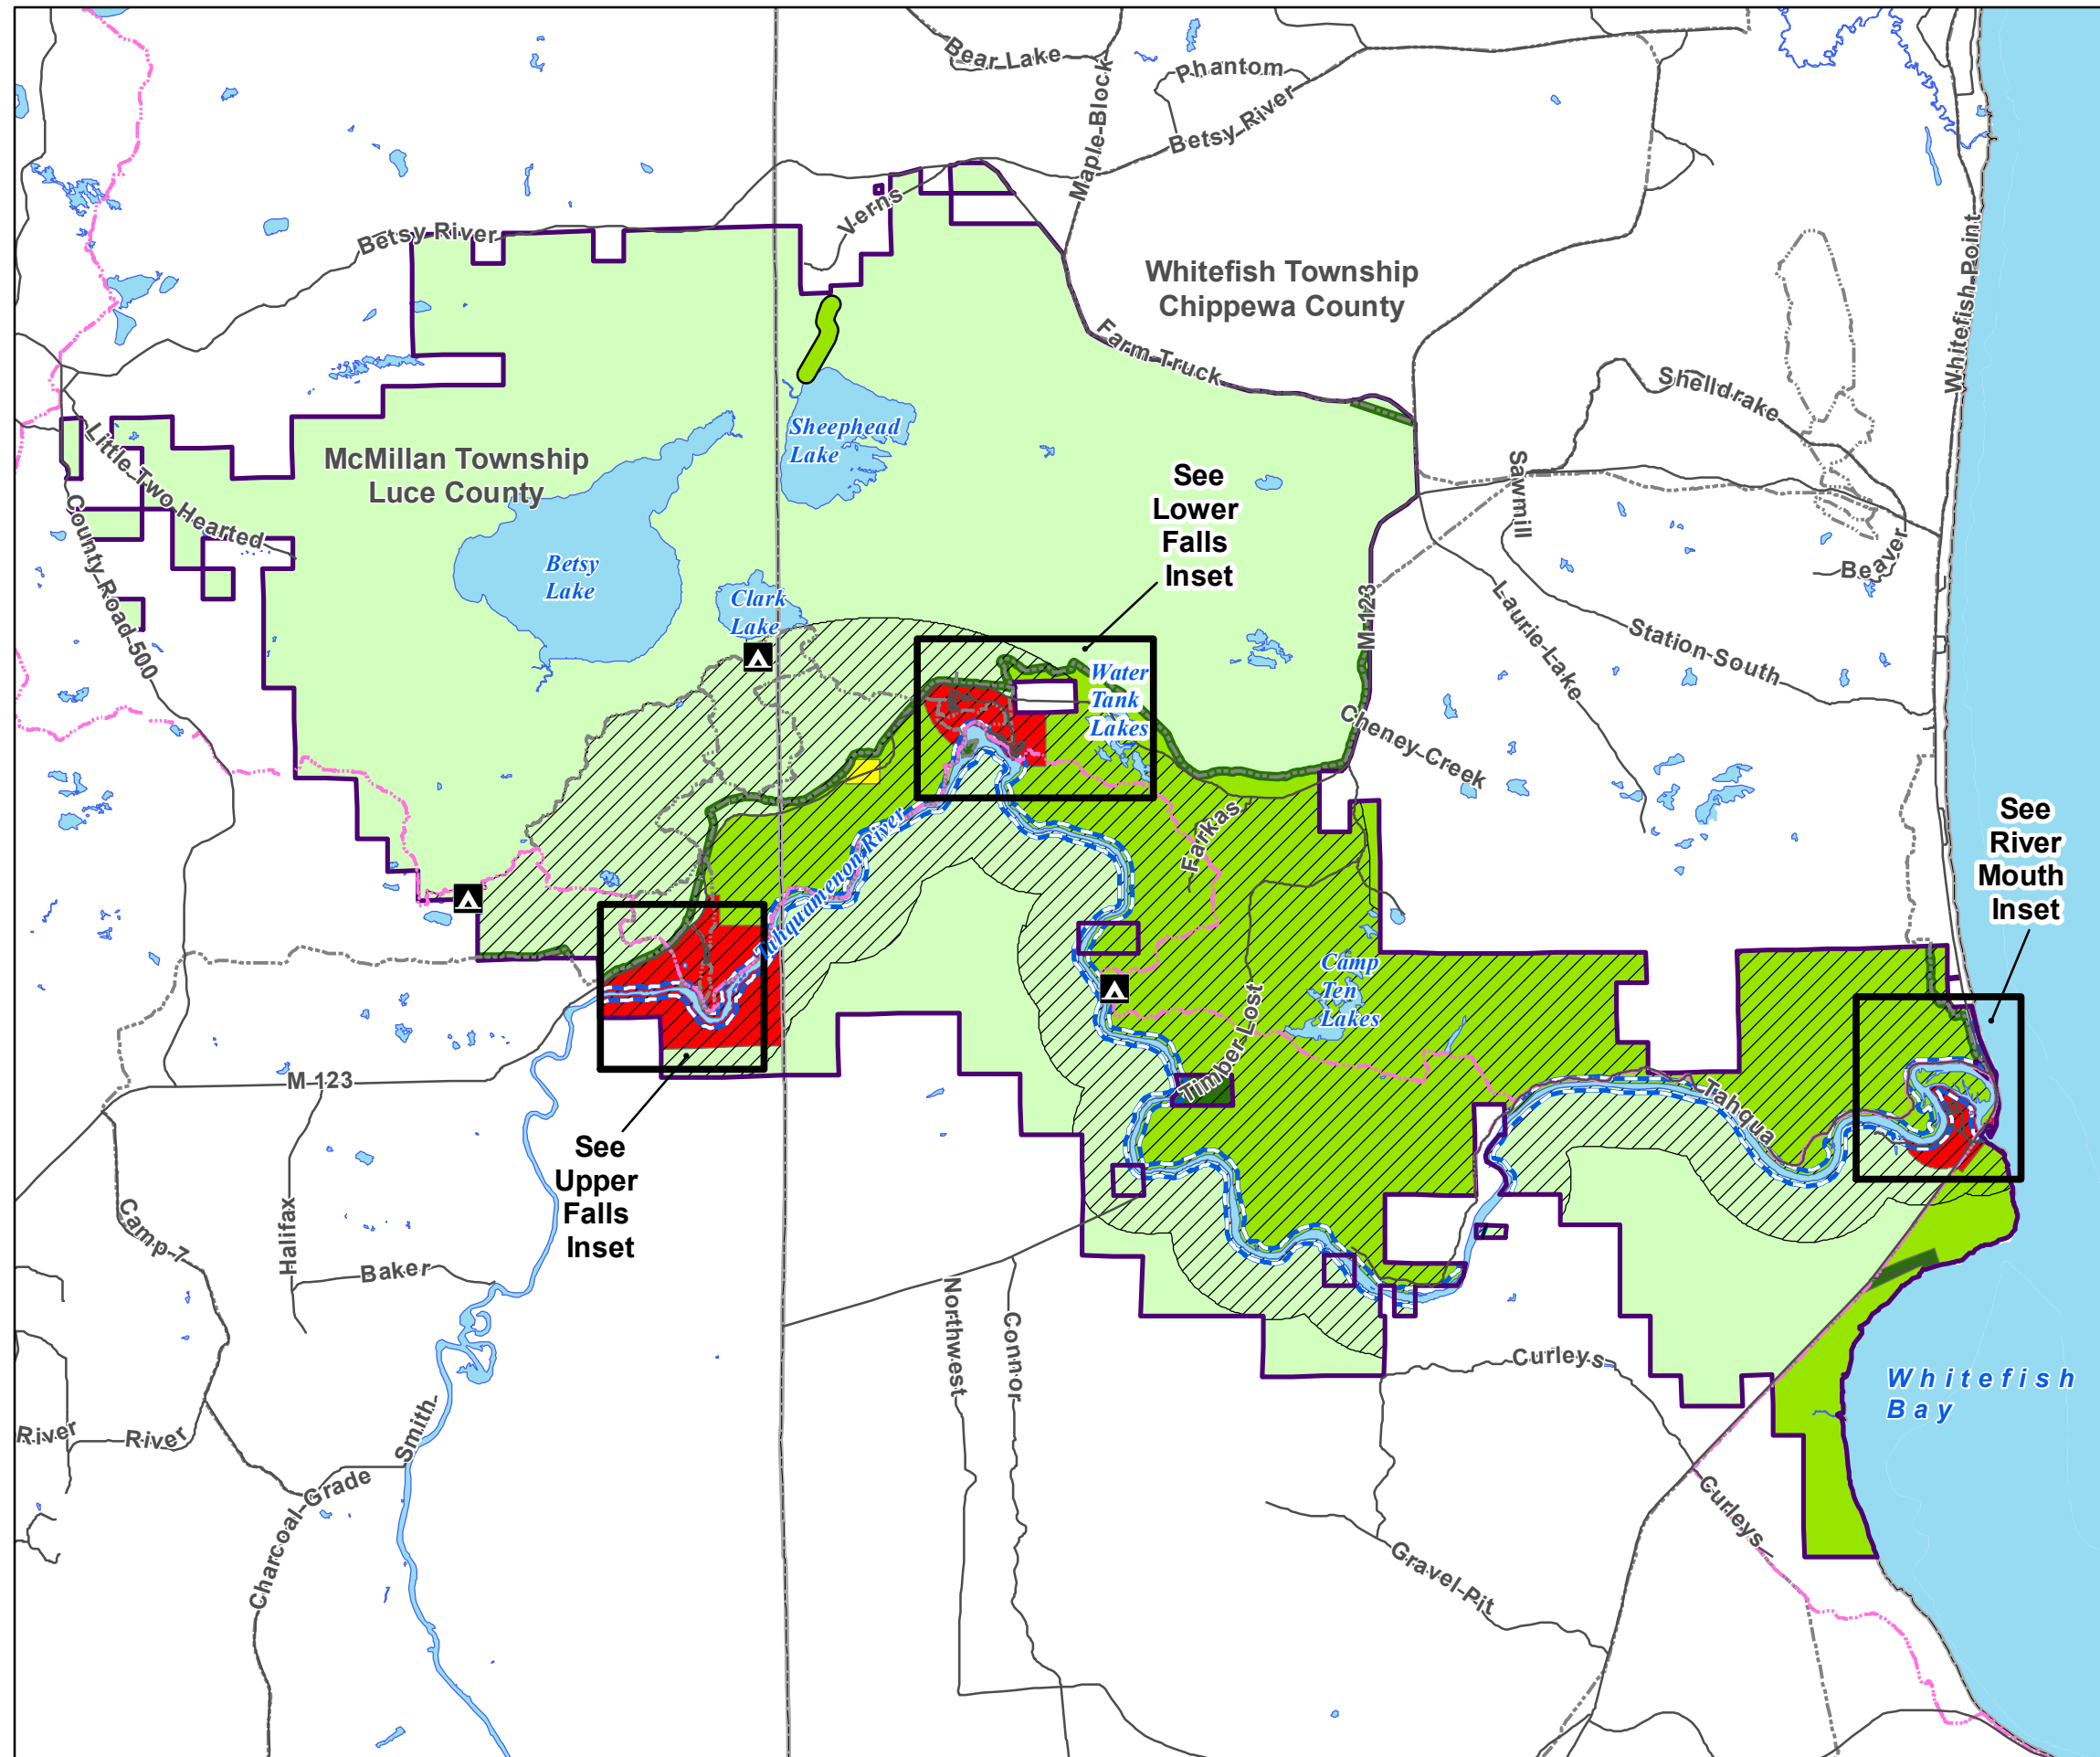 Bear Lake
Phantom
Maple Block
Betsy River
Verns
Betsy River
Whitefish Point
Whitefish Township
Chippewa County
Farm Truck
Shelldrake
Sheephead
Lake
Little Two Hearted
McMillan Township
Luce County
See
Lower
Falls
Inset
Sawmill
County Road 500
Betsy
Lake
Clark
Lake
M-123
Beaver
Laurie Lake
Station South
Water
Tank
Lakes
Cheney Creek
Farkas
Tahquamenon River
See
River
Mouth
Inset
Camp
Ten
Lakes
Timber Lost
M-123
Tahqua
See
Upper
Falls
Inset
Camp 7
Halifax
Baker
Northwest
Connor
Curleys
Whitefish
Bay
River
River
Smith
Charcoal Grade
Curleys
Gravel Pit